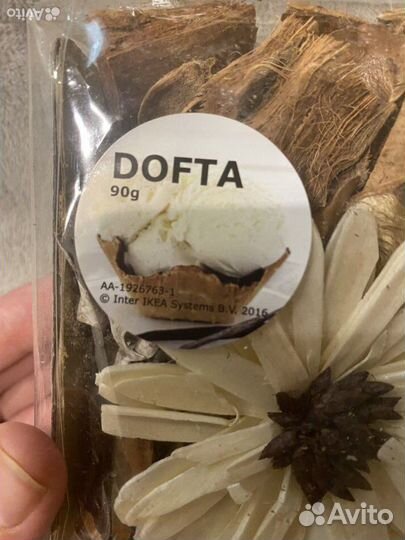 Avito
DOFTA
90g
AA-1926763-1
© Inter IKEA Systems B.V. 2016
Avito